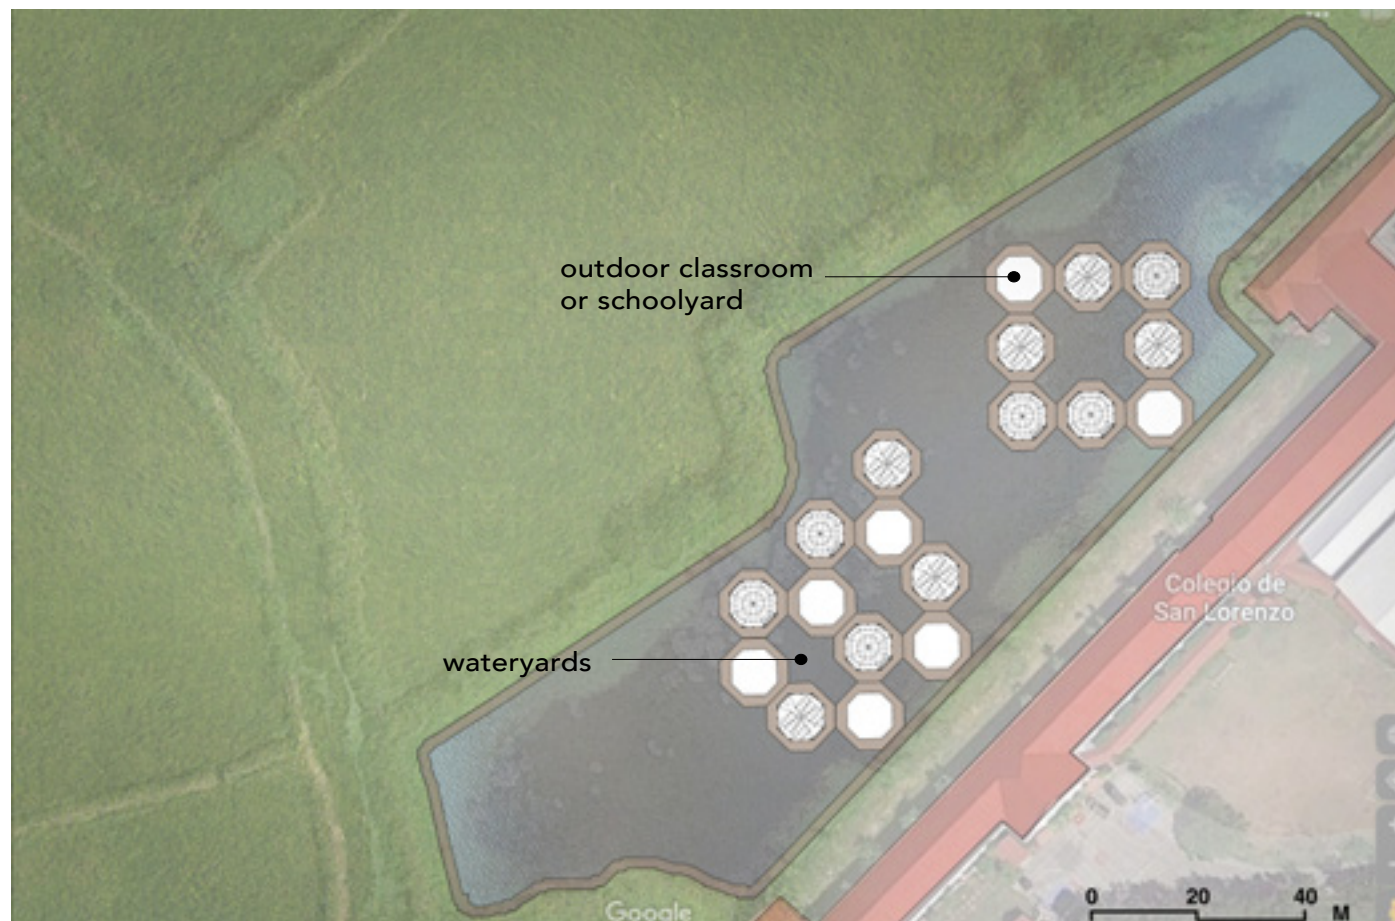 outdoor classroom
or schoolyard
wateryards
Colegio de
San Lorenzo
Google
0 20 40
M